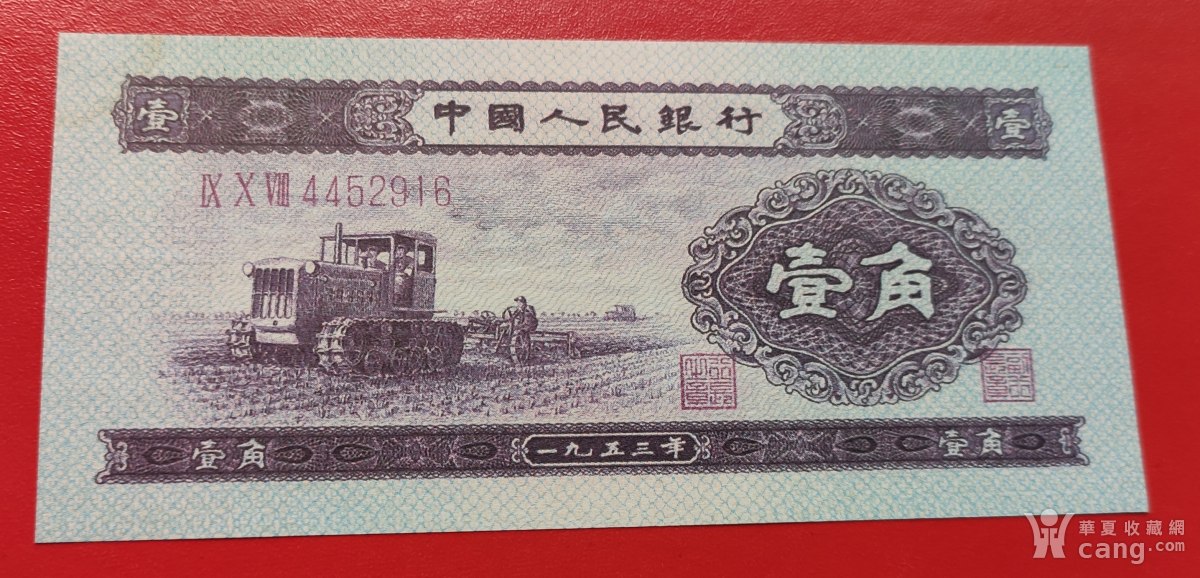 壹 中國人民銀行 壹
Ⅸ Ⅹ Ⅷ 4452916
壹角
壹角 一九五三年 壹角
華夏收藏網
cang.com